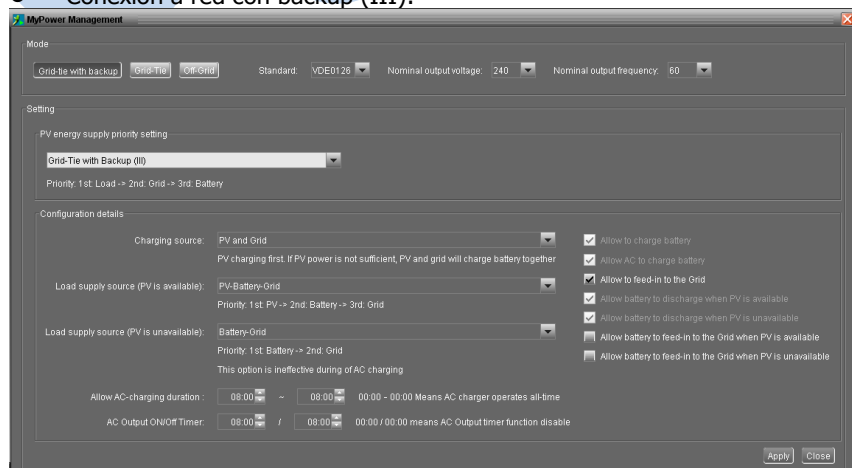 Conexión a red con backup (III):
MyPower Management
Mode
Grid-tie with backup Grid-Tie Off-Grid Standard: VDE0126 Nominal output voltage: 240 Nominal output frequency: 60
Setting
PV energy supply priority setting
Grid-Tie with Backup (III)
Priority: 1st: Load -> 2nd: Grid -> 3rd: Battery
Configuration details
Charging source: PV and Grid
PV charging first. If PV power is not sufficient, PV and grid will charge battery together
Load supply source (PV is available): PV-Battery-Grid
Priority: 1st: PV -> 2nd: Battery -> 3rd: Grid
Load supply source (PV is unavailable): Battery-Grid
Priority: 1st: Battery -> 2nd: Grid
This option is ineffective during of AC charging
Allow AC-charging duration : 08:00 ~ 08:00 00:00 - 00:00 Means AC charger operates all-time
AC Output ON/Off Timer: 08:00 / 08:00 00:00 / 00:00 means AC Output timer function disable
Allow to charge battery
Allow AC to charge battery
Allow to feed-in to the Grid
Allow battery to discharge when PV is available
Allow battery to discharge when PV is unavailable
Allow battery to feed-in to the Grid when PV is available
Allow battery to feed-in to the Grid when PV is unavailable
Apply Close